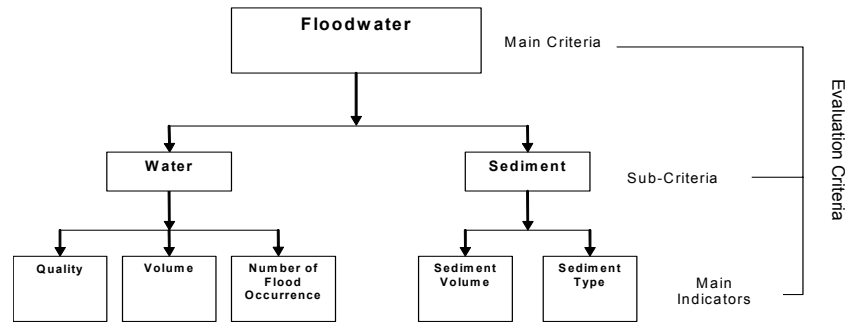 Floodwater
Main Criteria
Evaluation Criteria
Water
Sediment
Sub-Criteria
Quality
Volume
Number of
Flood
Occurrence
Sediment
Volume
Sediment
Type
Main
Indicators